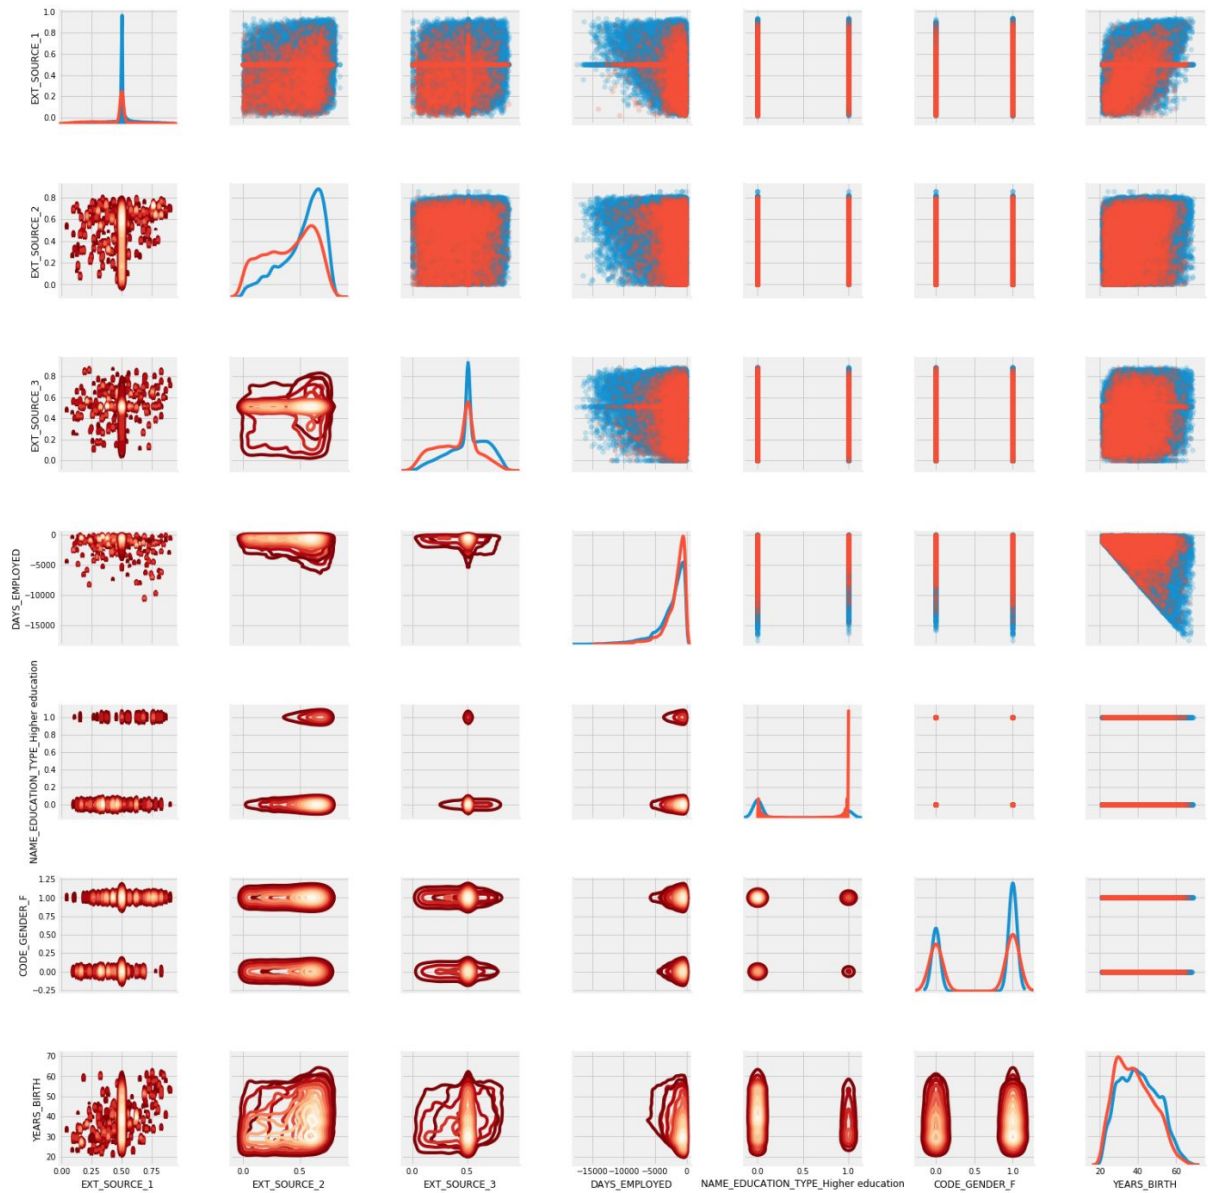 EXT_SOURCE_1
1.0
0.8
0.6
0.4
0.2
0.0
EXT_SOURCE_2
0.8
0.6
0.4
0.2
0.0
EXT_SOURCE_3
0.8
0.6
0.4
0.2
0.0
DAYS_EMPLOYED
0
−5000
−10000
−15000
NAME_EDUCATION_TYPE_Higher education
1.0
0.8
0.6
0.4
0.2
0.0
CODE_GENDER_F
1.25
1.00
0.75
0.50
0.25
0.00
−0.25
YEARS_BIRTH
70
60
50
40
30
20
0.00 0.25 0.50 0.75
EXT_SOURCE_1
0.0 0.5
EXT_SOURCE_2
0.0 0.5
EXT_SOURCE_3
−15000 −10000 −5000 0
DAYS_EMPLOYED
0.0 0.5 1.0
NAME_EDUCATION_TYPE_Higher education
0.0 0.5 1.0
CODE_GENDER_F
20 40 60
YEARS_BIRTH